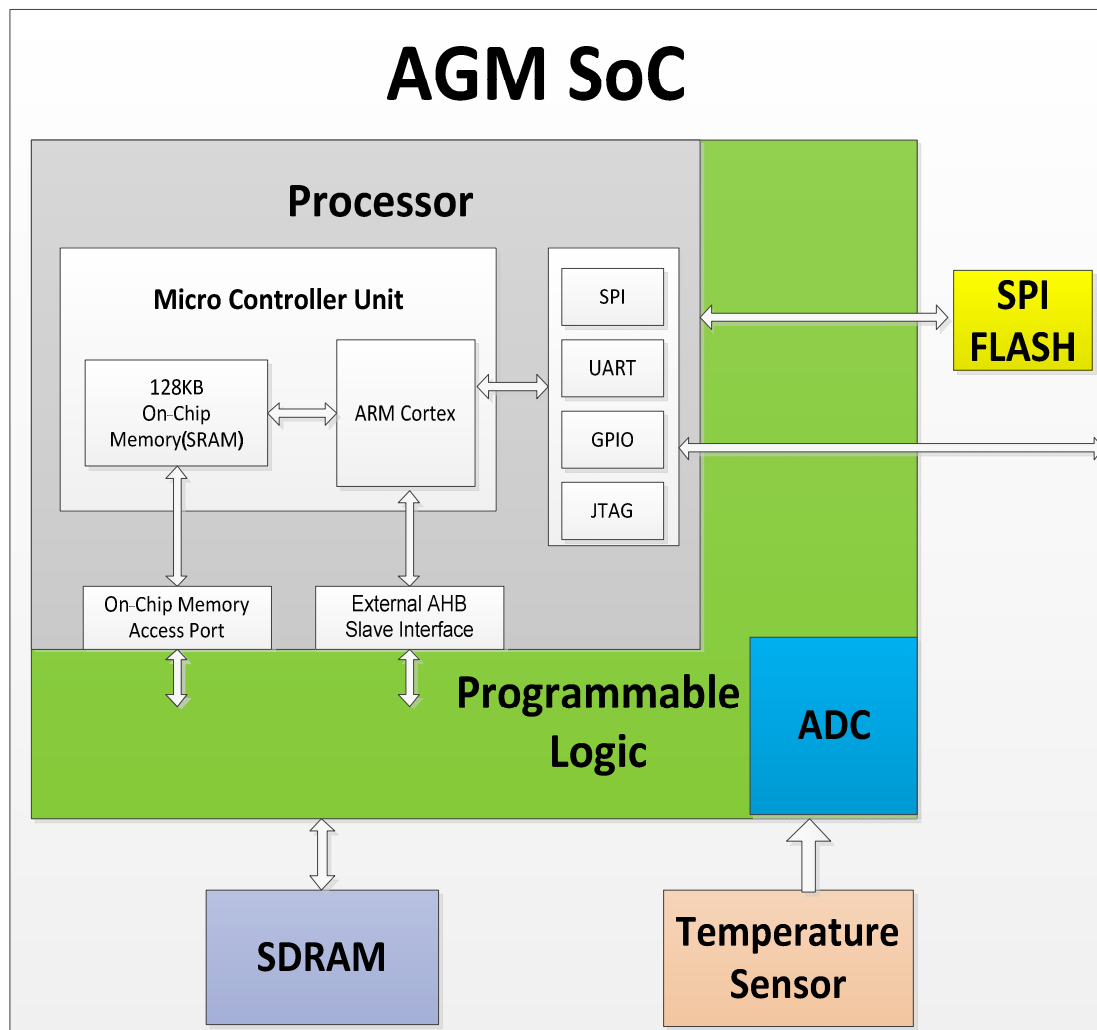 AGM SoC
Processor
Micro Controller Unit
128KB
On-Chip
Memory(SRAM)
ARM Cortex
SPI
UART
GPIO
JTAG
SPI
FLASH
On-Chip Memory
Access Port
External AHB
Slave Interface
Programmable
Logic
ADC
SDRAM
Temperature
Sensor